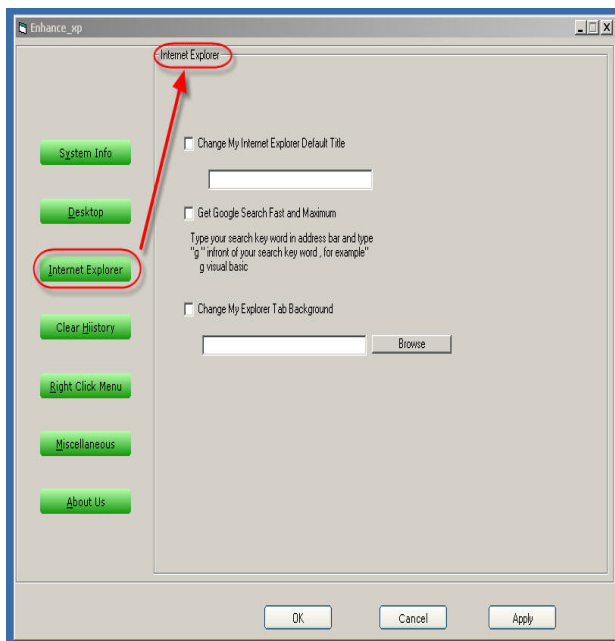 Enhance_xp
Internet Explorer
System Info
Desktop
Internet Explorer
Clear Hiistory
Right Click Menu
Miscellaneous
About Us
Change My Internet Explorer Default Title
Get Google Search Fast and Maximum
Type your search key word in address bar and type
"g " infront of your search key word , for example"
g visual basic
Change My Explorer Tab Background
Browse
OK
Cancel
Apply